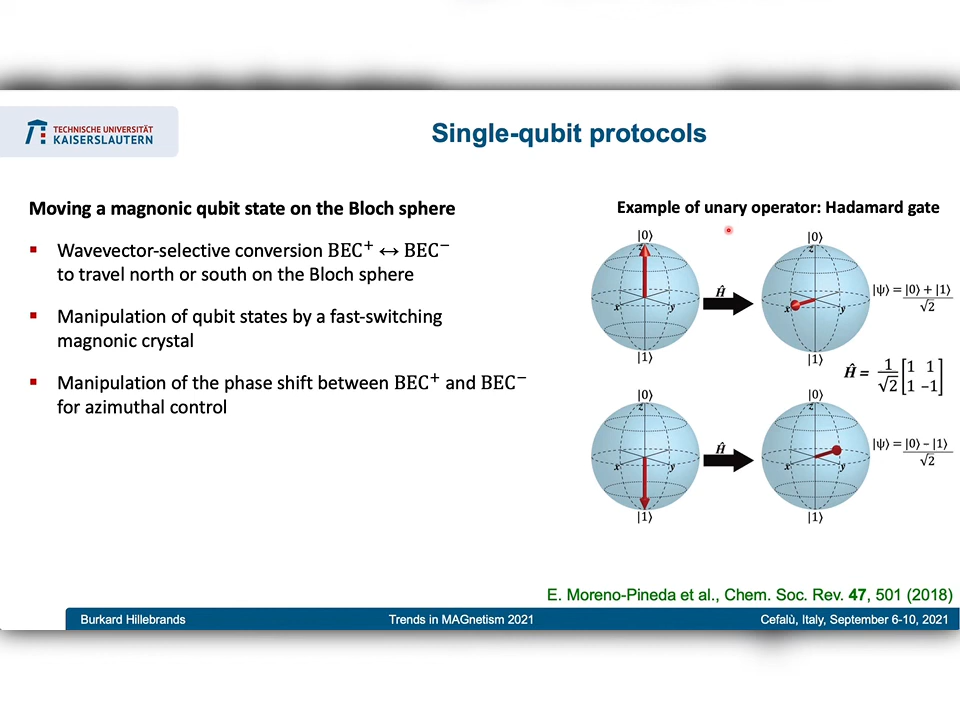 TECHNISCHE UNIVERSITÄT
KAISERSLAUTERN
Single-qubit protocols
Moving a magnonic qubit state on the Bloch sphere
▪ Wavevector-selective conversion BEC⁺ ↔ BEC⁻
to travel north or south on the Bloch sphere
▪ Manipulation of qubit states by a fast-switching
magnonic crystal
▪ Manipulation of the phase shift between BEC⁺ and BEC⁻
for azimuthal control
Example of unary operator: Hadamard gate
|0⟩
z
x
y
|1⟩
Ĥ
|0⟩
z
x
y
|1⟩
|ψ⟩ = |0⟩ + |1⟩
√2
Ĥ = 1/√2 [1 1
1 –1]
|0⟩
z
x
y
|1⟩
Ĥ
|0⟩
z
x
y
|1⟩
|ψ⟩ = |0⟩ – |1⟩
√2
E. Moreno-Pineda et al., Chem. Soc. Rev. 47, 501 (2018)
Burkard Hillebrands
Trends in MAGnetism 2021
Cefalù, Italy, September 6-10, 2021